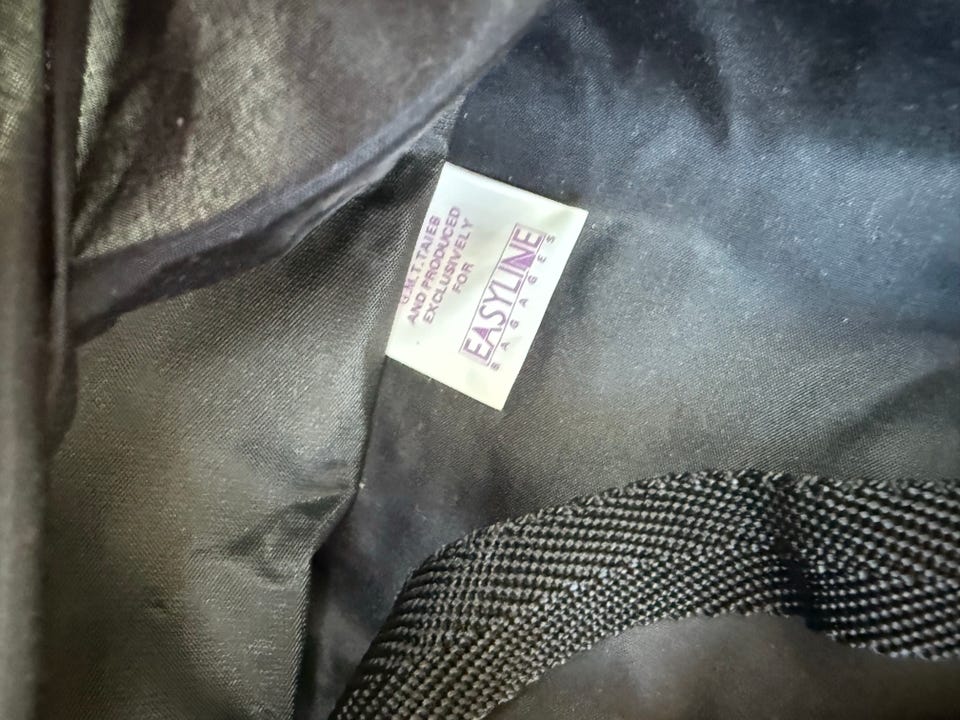 G.M.T.TAIEB
AND PRODUCED
EXCLUSIVELY
FOR
EASYLINE
BAGAGES